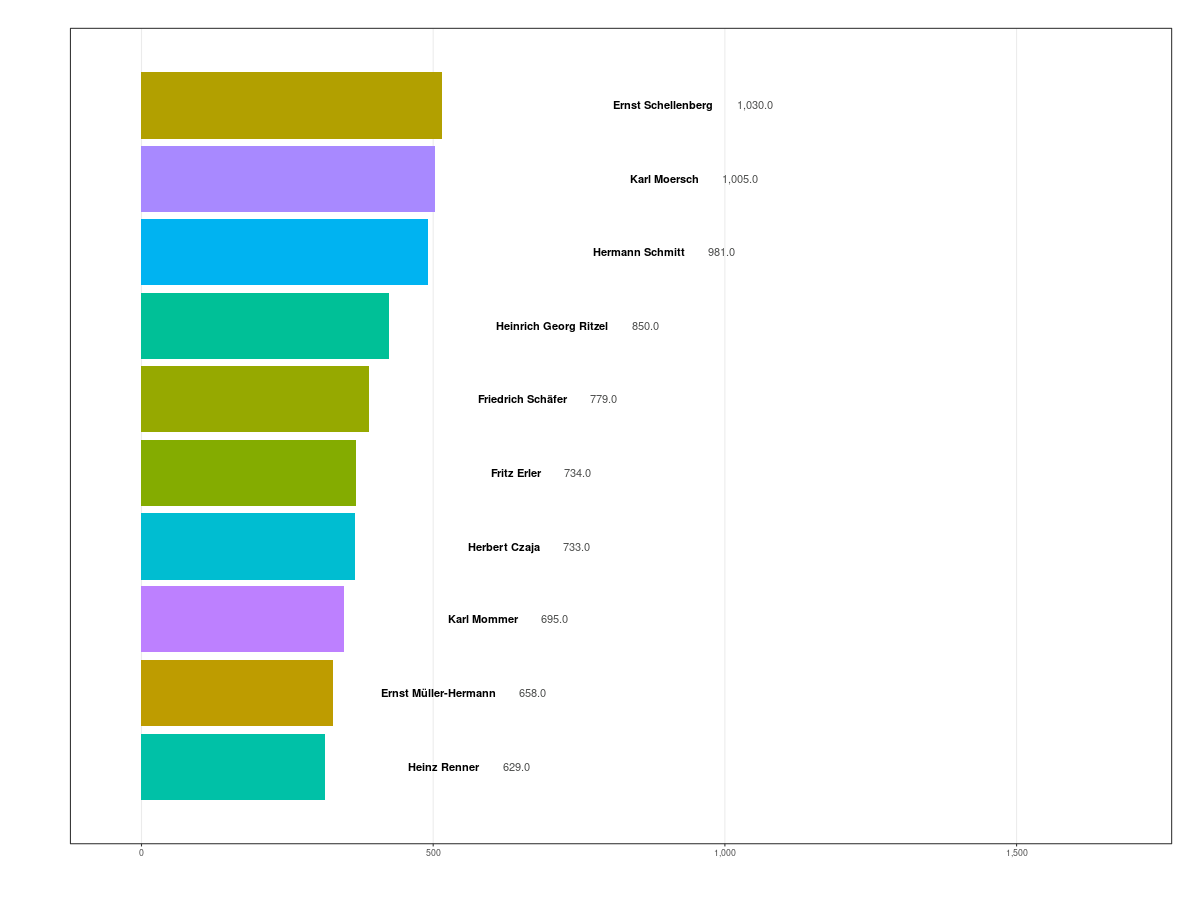 Ernst Schellenberg 1,030.0
Karl Moersch 1,005.0
Hermann Schmitt 981.0
Heinrich Georg Ritzel 850.0
Friedrich Schäfer 779.0
Fritz Erler 734.0
Herbert Czaja 733.0
Karl Mommer 695.0
Ernst Müller-Hermann 658.0
Heinz Renner 629.0
0 500 1,000 1,500